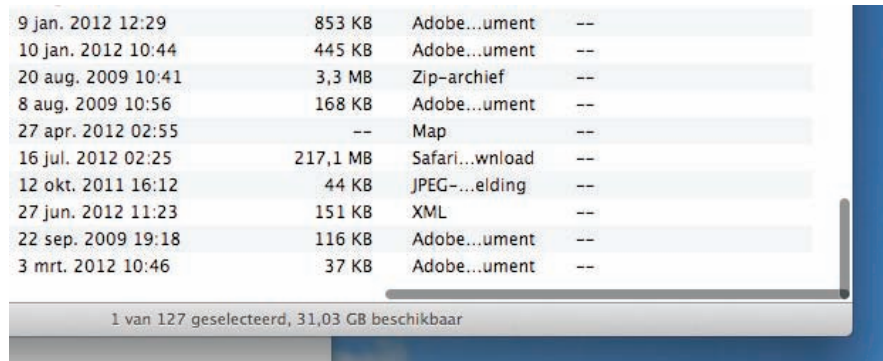 9 jan. 2012 12:29 853 KB Adobe...ument --
10 jan. 2012 10:44 445 KB Adobe...ument --
20 aug. 2009 10:41 3,3 MB Zip-archief --
8 aug. 2009 10:56 168 KB Adobe...ument --
27 apr. 2012 02:55 -- Map --
16 jul. 2012 02:25 217,1 MB Safari...wnload --
12 okt. 2011 16:12 44 KB JPEG-...elding --
27 jun. 2012 11:23 151 KB XML --
22 sep. 2009 19:18 116 KB Adobe...ument --
3 mrt. 2012 10:46 37 KB Adobe...ument --
1 van 127 geselecteerd, 31,03 GB beschikbaar